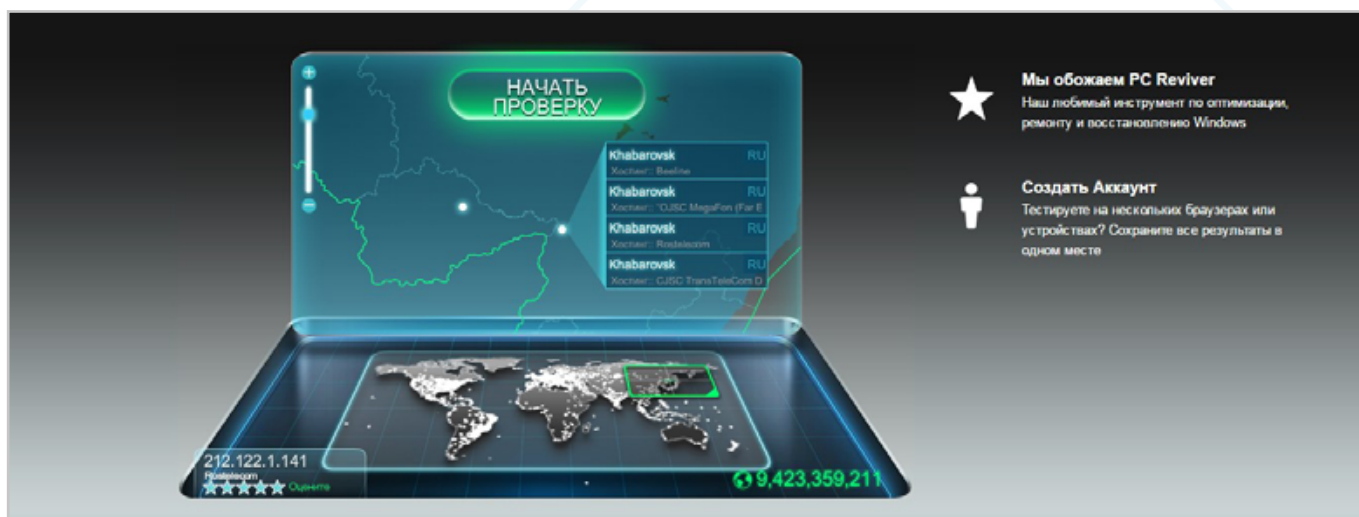 НАЧАТЬ
ПРОВЕРКУ
Khabarovsk RU
Хостинг:: Beeline
Khabarovsk RU
Хостинг:: "OJSC MegaFon (Far E
Khabarovsk RU
Хостинг:: Rostelecom
Khabarovsk RU
Хостинг:: CJSC TransTeleCom D
212.122.1.141
Rostelecom
Оцените
9,423,359,211
Мы обожаем PC Reviver
Наш любимый инструмент по оптимизации,
ремонту и восстановлению Windows
Создать Аккаунт
Тестируете на нескольких браузерах или
устройствах? Сохраните все результаты в
одном месте